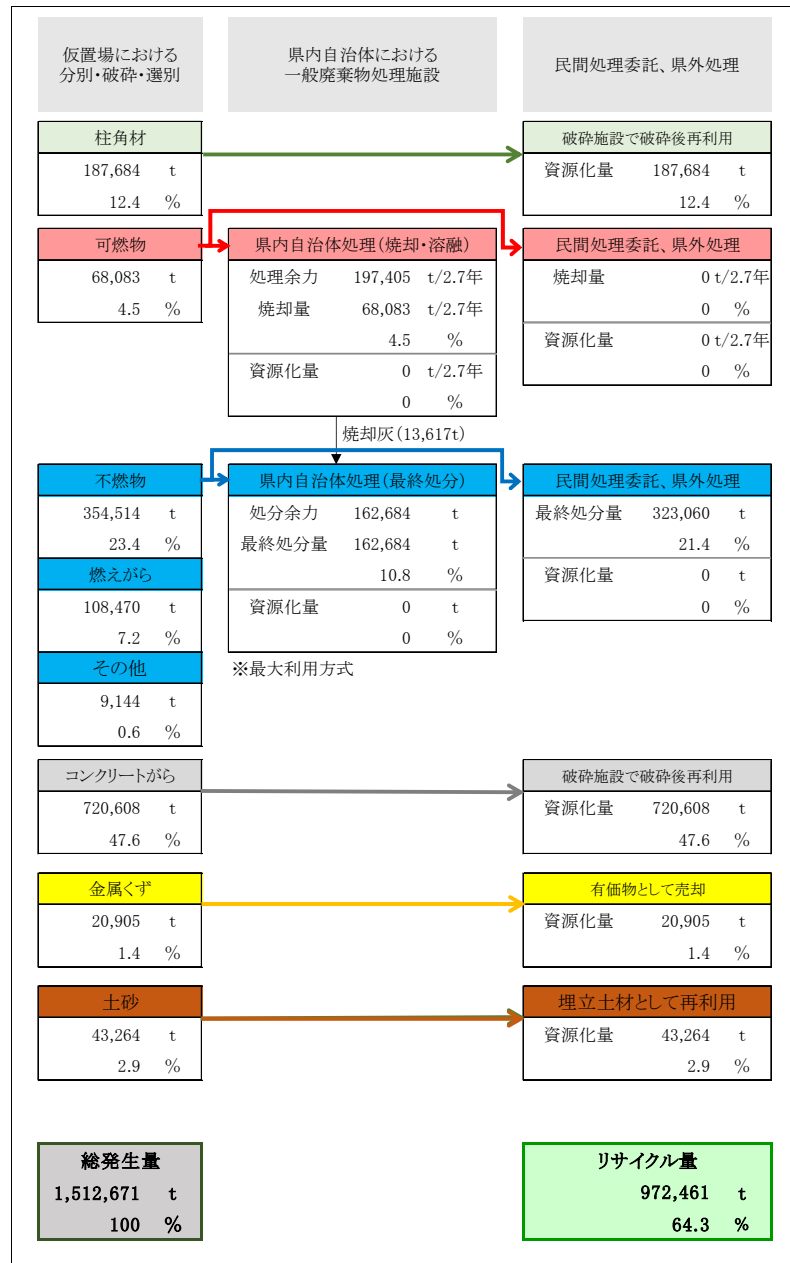 仮置場における
分別・破砕・選別
県内自治体における
一般廃棄物処理施設
民間処理委託、県外処理
柱角材
187,684 t
12.4 %
破砕施設で破砕後再利用
資源化量 187,684 t
12.4 %
可燃物
68,083 t
4.5 %
県内自治体処理(焼却・溶融)
処理余力 197,405 t/2.7年
焼却量 68,083 t/2.7年
4.5 %
資源化量 0 t/2.7年
0 %
民間処理委託、県外処理
焼却量 0 t/2.7年
0 %
資源化量 0 t/2.7年
0 %
焼却灰(13,617t)
不燃物
354,514 t
23.4 %
燃えがら
108,470 t
7.2 %
その他
9,144 t
0.6 %
県内自治体処理(最終処分)
処分余力 162,684 t
最終処分量 162,684 t
10.8 %
資源化量 0 t
0 %
※最大利用方式
民間処理委託、県外処理
最終処分量 323,060 t
21.4 %
資源化量 0 t
0 %
コンクリートがら
720,608 t
47.6 %
破砕施設で破砕後再利用
資源化量 720,608 t
47.6 %
金属くず
20,905 t
1.4 %
有価物として売却
資源化量 20,905 t
1.4 %
土砂
43,264 t
2.9 %
埋立土材として再利用
資源化量 43,264 t
2.9 %
総発生量
1,512,671 t
100 %
リサイクル量
972,461 t
64.3 %